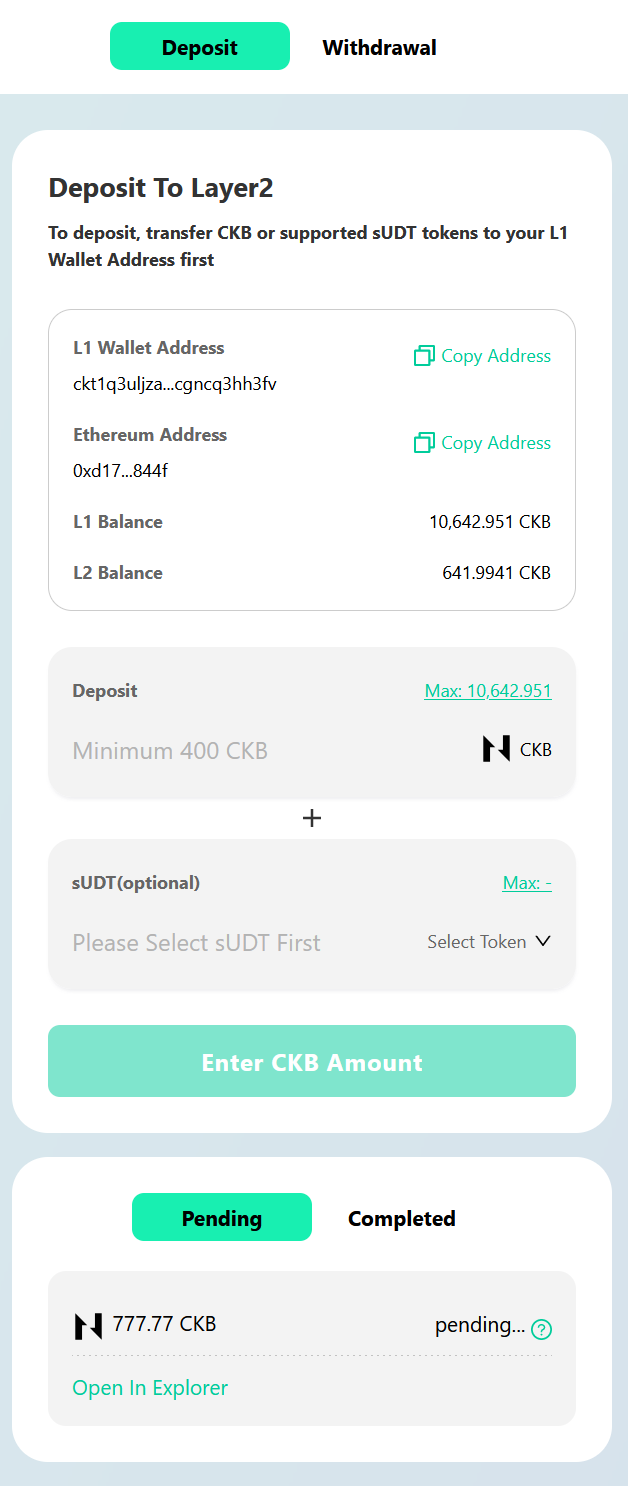 Deposit Withdrawal
Deposit To Layer2
To deposit, transfer CKB or supported sUDT tokens to your L1
Wallet Address first
L1 Wallet Address
Copy Address
ckt1q3uljza...cgncq3hh3fv
Ethereum Address
Copy Address
0xd17...844f
L1 Balance 10,642.951 CKB
L2 Balance 641.9941 CKB
Deposit Max: 10,642.951
Minimum 400 CKB CKB
+
sUDT(optional) Max: -
Please Select sUDT First Select Token
Enter CKB Amount
Pending Completed
777.77 CKB pending... ?
Open In Explorer